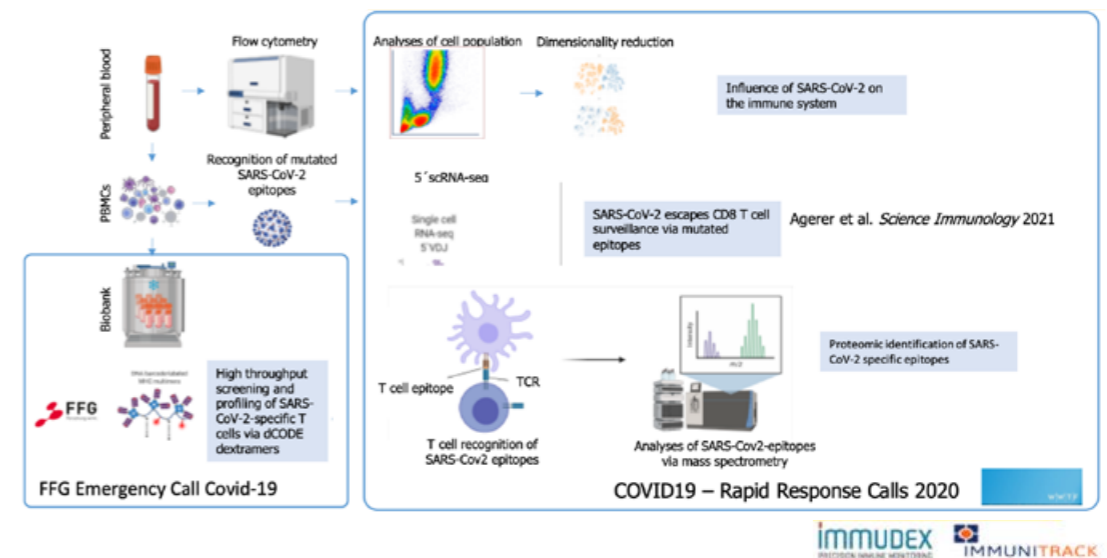 Peripheral blood
Flow cytometry
Analyses of cell population
Dimensionality reduction
Influence of SARS-CoV-2 on
the immune system
PBMCs
Recognition of mutated
SARS-CoV-2
epitopes
5´scRNA-seq
Single cell
RNA-seq
5´VDJ
SARS-CoV-2 escapes CD8 T cell
surveillance via mutated
epitopes
Agerer et al. Science Immunology 2021
Biobank
FFG
High throughput
screening and
profiling of SARS-
CoV-2-specific T
cells via dCODE
dextramers
FFG Emergency Call Covid-19
T cell epitope
TCR
T cell recognition of
SARS-Cov2 epitopes
Intensity
m/z
Analyses of SARS-Cov2-epitopes
via mass spectrometry
Proteomic identification of SARS-
CoV-2 specific epitopes
COVID19 – Rapid Response Calls 2020
immuDEX
PRECISION IMMUNE MONITORING
IMMUNITRACK